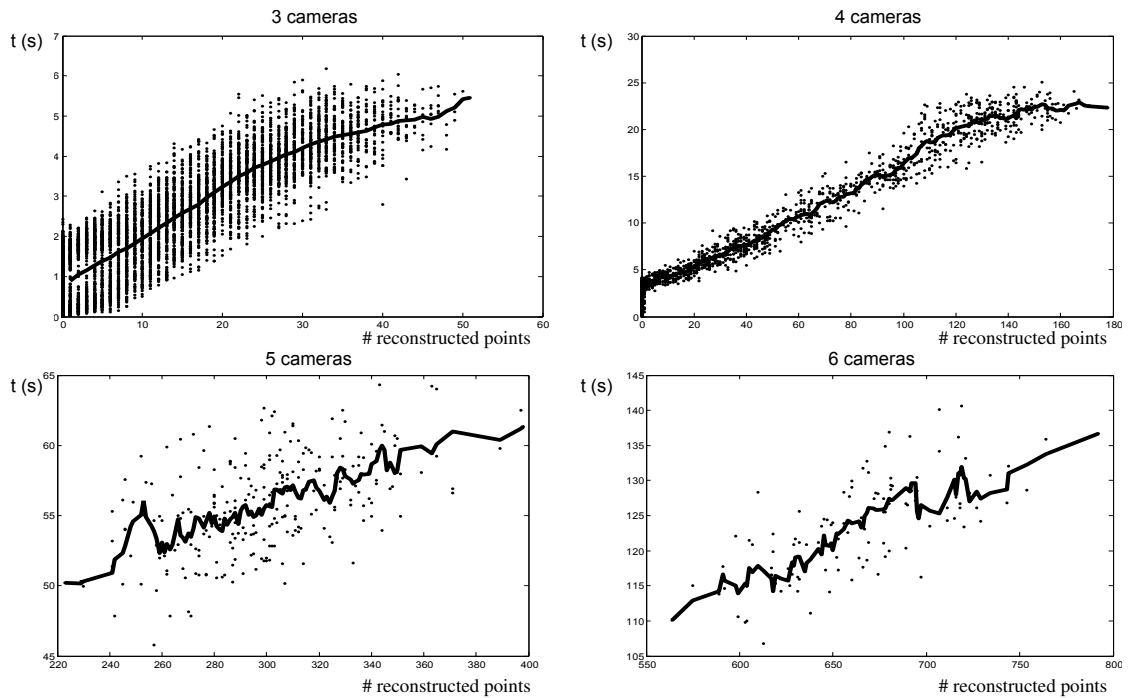 3 cameras
t (s)
7
6
5
4
3
2
1
0
0 10 20 30 40 50 60
# reconstructed points
4 cameras
t (s)
30
25
20
15
10
5
0
0 20 40 60 80 100 120 140 160 180
# reconstructed points
5 cameras
t (s)
65
60
55
50
45
220 240 260 280 300 320 340 360 380 400
# reconstructed points
6 cameras
t (s)
145
140
135
130
125
120
115
110
105
550 600 650 700 750 800
# reconstructed points